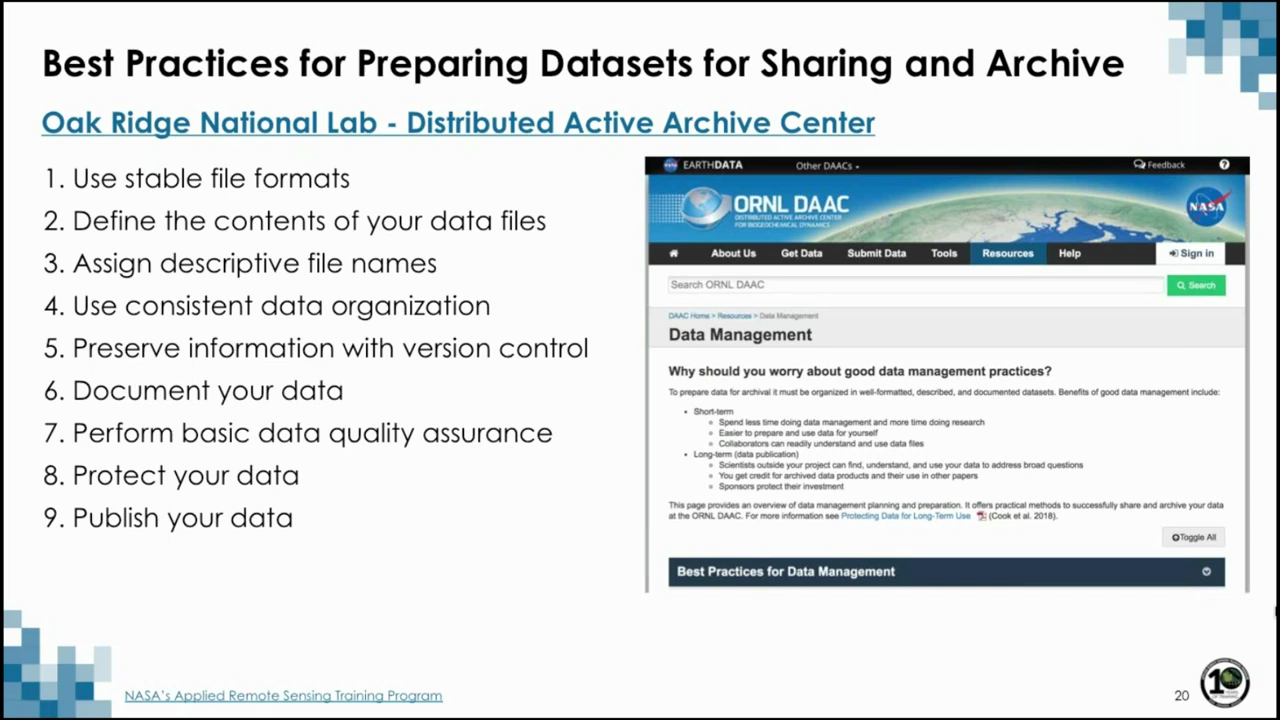 Best Practices for Preparing Datasets for Sharing and Archive
Oak Ridge National Lab - Distributed Active Archive Center
1. Use stable file formats
2. Define the contents of your data files
3. Assign descriptive file names
4. Use consistent data organization
5. Preserve information with version control
6. Document your data
7. Perform basic data quality assurance
8. Protect your data
9. Publish your data
EARTHDATA Other DAACs Feedback ?
ORNL DAAC
DISTRIBUTED ACTIVE ARCHIVE CENTER
FOR BIOGEOCHEMICAL DYNAMICS
NASA
About Us Get Data Submit Data Tools Resources Help Sign in
Search ORNL DAAC Search
DAAC Home > Resources > Data Management
Data Management
Why should you worry about good data management practices?
To prepare data for archival it must be organized in well-formatted, described, and documented datasets. Benefits of good data management include:
Short-term
Spend less time doing data management and more time doing research
Easier to prepare and use data for yourself
Collaborators can readily understand and use data files
Long-term (data publication)
Scientists outside your project can find, understand, and use your data to address broad questions
You get credit for archived data products and their use in other papers
Sponsors protect their investment
This page provides an overview of data management planning and preparation. It offers practical methods to successfully share and archive your data
at the ORNL DAAC. For more information see Protecting Data for Long-Term Use (Cook et al. 2018).
Toggle All
Best Practices for Data Management
NASA's Applied Remote Sensing Training Program
20
10